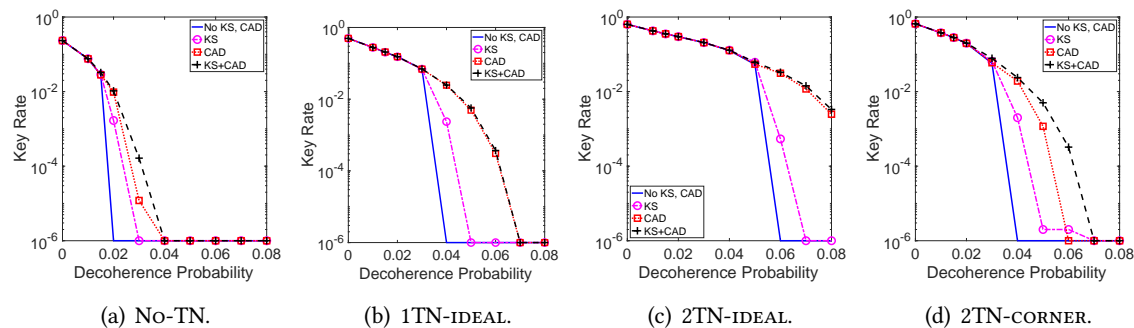 10^0
10^-2
10^-4
10^-6
Key Rate
0
0.02
0.04
0.06
0.08
Decoherence Probability
No KS, CAD
KS
CAD
KS+CAD
(a) No-TN.
10^0
10^-2
10^-4
10^-6
Key Rate
0
0.02
0.04
0.06
0.08
Decoherence Probability
No KS, CAD
KS
CAD
KS+CAD
(b) 1TN-IDEAL.
10^0
10^-2
10^-4
10^-6
Key Rate
0
0.02
0.04
0.06
0.08
Decoherence Probability
No KS, CAD
KS
CAD
KS+CAD
(c) 2TN-IDEAL.
10^0
10^-2
10^-4
10^-6
Key Rate
0
0.02
0.04
0.06
0.08
Decoherence Probability
No KS, CAD
KS
CAD
KS+CAD
(d) 2TN-CORNER.